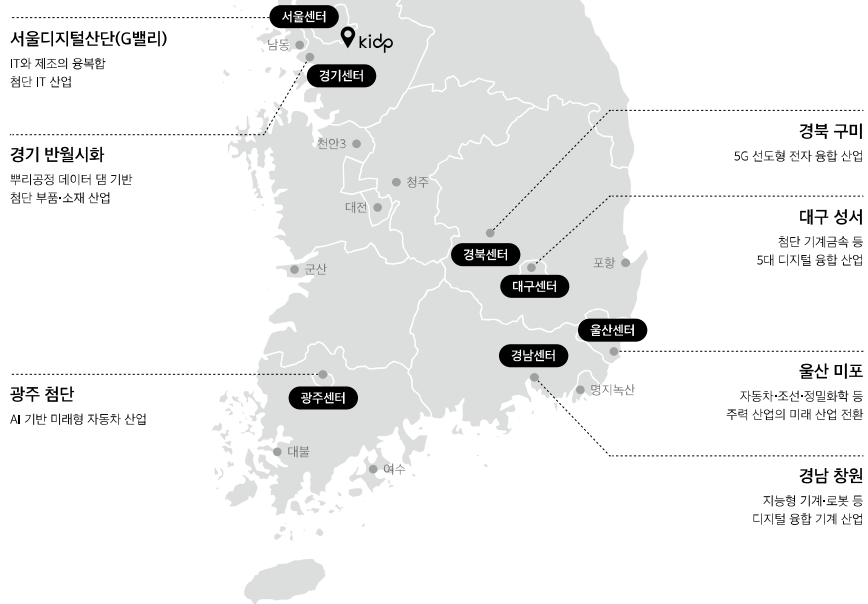 서울센터
kidp
서울디지털산단(G밸리)
IT와 제조의 융복합
첨단 IT 산업
남동
경기센터
경기 반월시화
뿌리공정 데이터 댐 기반
첨단 부품•소재 산업
천안3
청주
대전
경북 구미
5G 선도형 전자 융합 산업
대구 성서
첨단 기계금속 등
5대 디지털 융합 산업
경북센터
대구센터
포항
군산
울산센터
경남센터
울산 미포
자동차•조선•정밀화학 등
주력 산업의 미래 산업 전환
명지녹산
광주 첨단
AI 기반 미래형 자동차 산업
광주센터
대불
여수
경남 창원
지능형 기계•로봇 등
디지털 융합 기계 산업